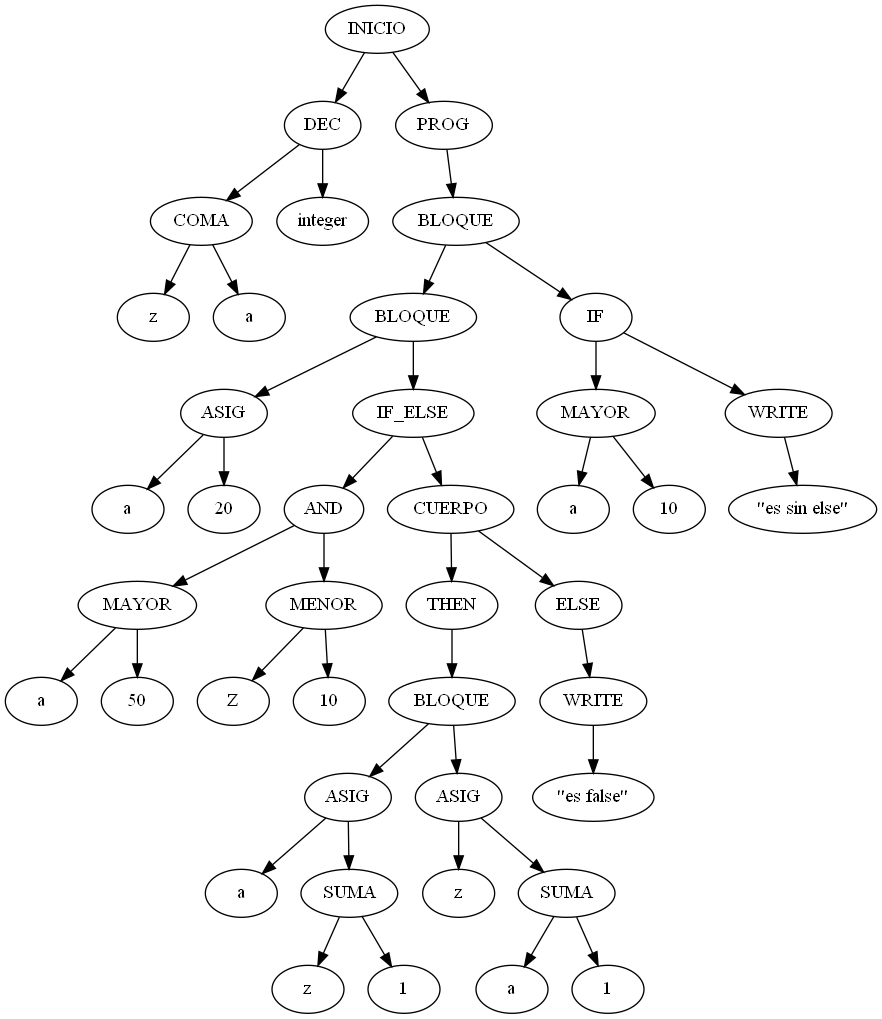 INICIO
DEC PROG
COMA integer BLOQUE
z a BLOQUE IF
ASIG IF_ELSE MAYOR WRITE
a 20 AND CUERPO a 10 "es sin else"
MAYOR MENOR THEN ELSE
a 50 Z 10 BLOQUE WRITE
ASIG ASIG "es false"
a SUMA z SUMA
z 1 a 1